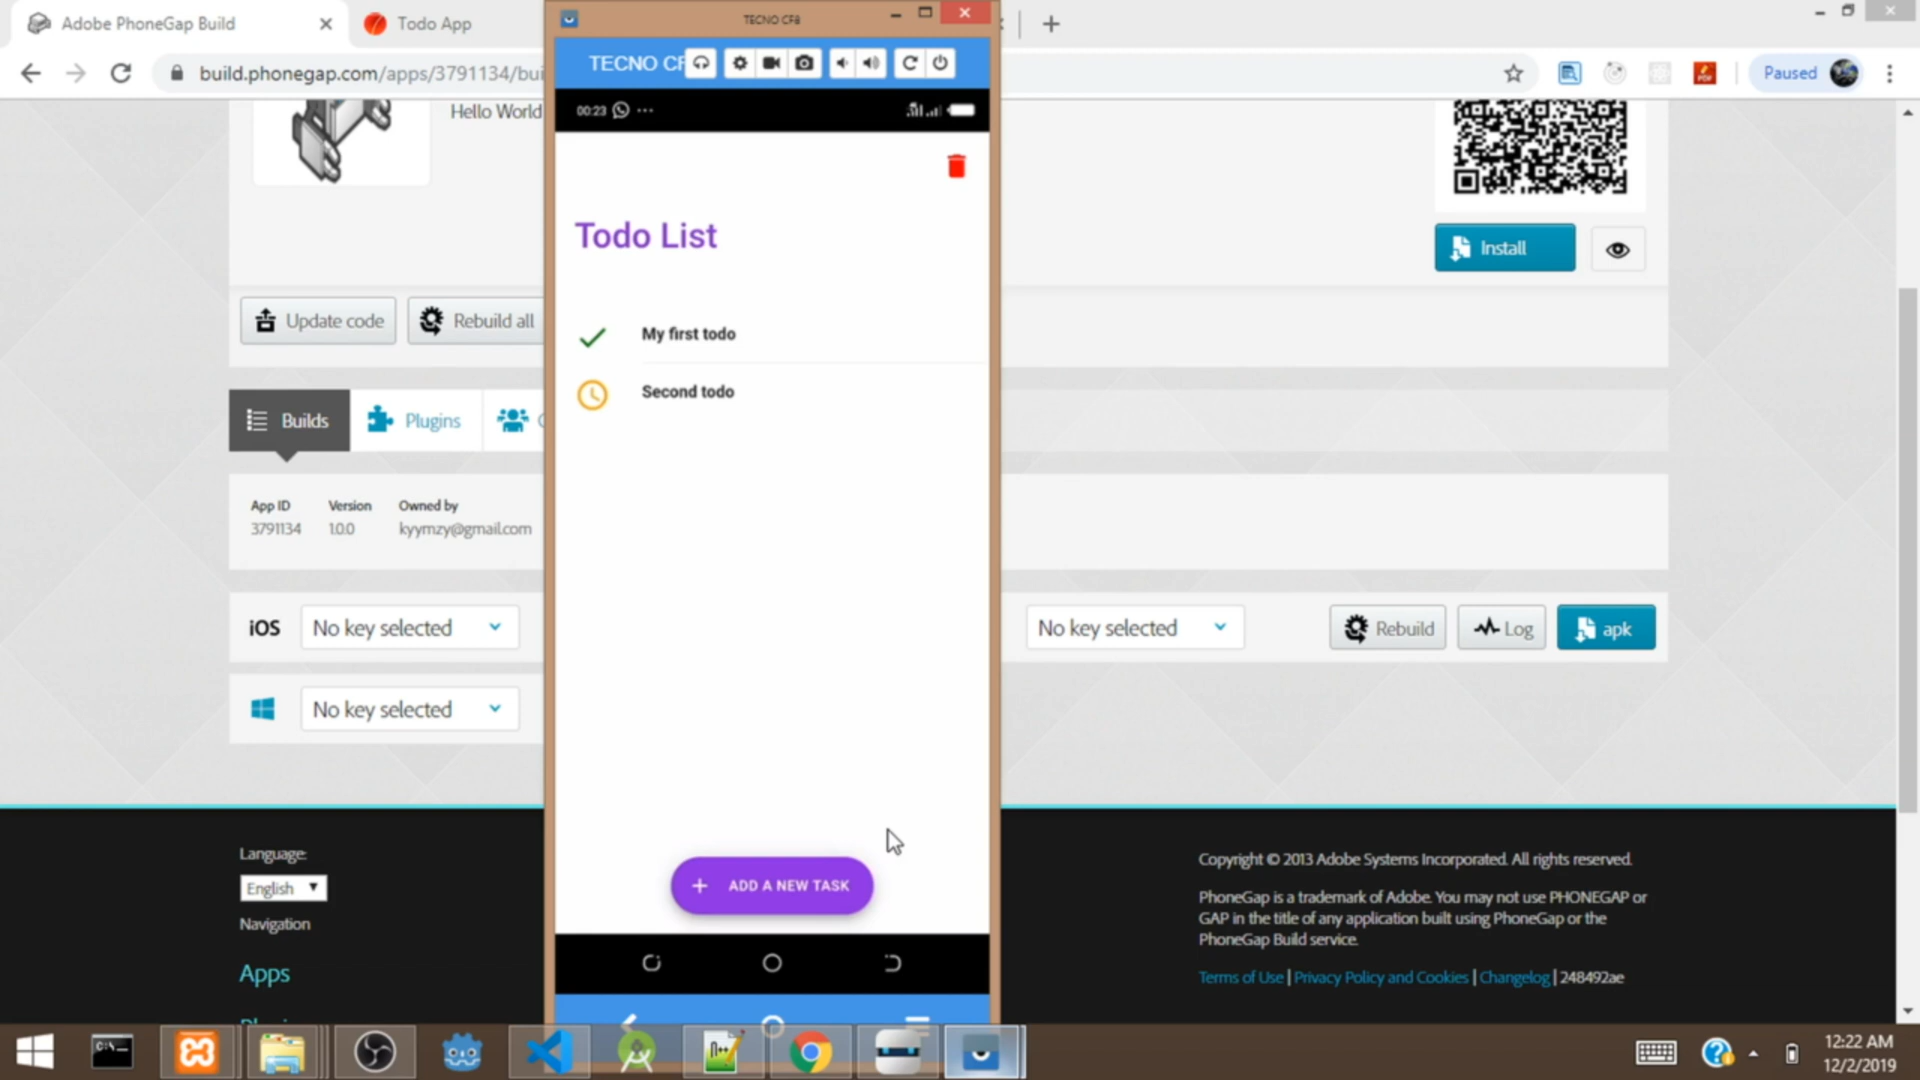 Adobe PhoneGap Build
Todo App
TECNO CF8
build.phonegap.com/apps/3791134/bui
Paused
TECNO CF
00:23
Hello World
Install
Update code
Rebuild all
Todo List
My first todo
Second todo
Builds
Plugins
App ID
Version
Owned by
3791134
1.0.0
kyymzy@gmail.com
iOS
No key selected
No key selected
Rebuild
Log
apk
No key selected
ADD A NEW TASK
Language:
English
Navigation
Apps
Copyright © 2013 Adobe Systems Incorporated. All rights reserved.
PhoneGap is a trademark of Adobe. You may not use PHONEGAP or
GAP in the title of any application built using PhoneGap or the
PhoneGap Build service.
Terms of Use | Privacy Policy and Cookies | Changelog | 248492ae
12:22 AM
12/2/2019